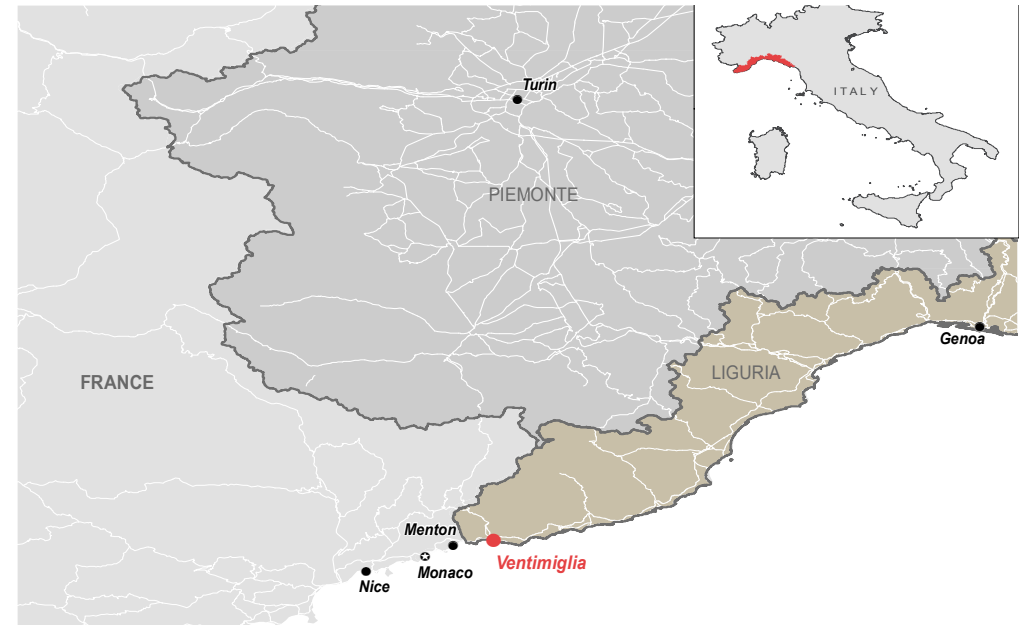 Turin
ITALY
PIEMONTE
Genoa
LIGURIA
FRANCE
Menton
Ventimiglia
Monaco
Nice